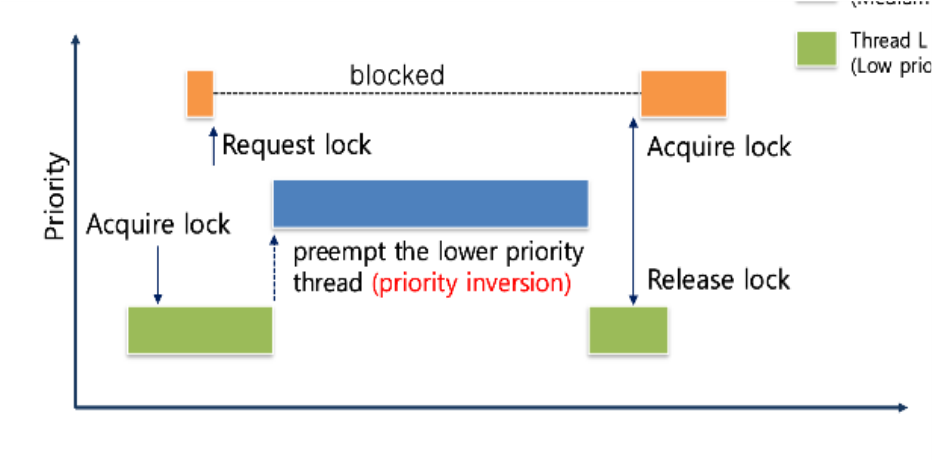 Thread L
(Low prio
blocked
Request lock
Acquire lock
Priority
Acquire lock
preempt the lower priority
thread (priority inversion)
Release lock